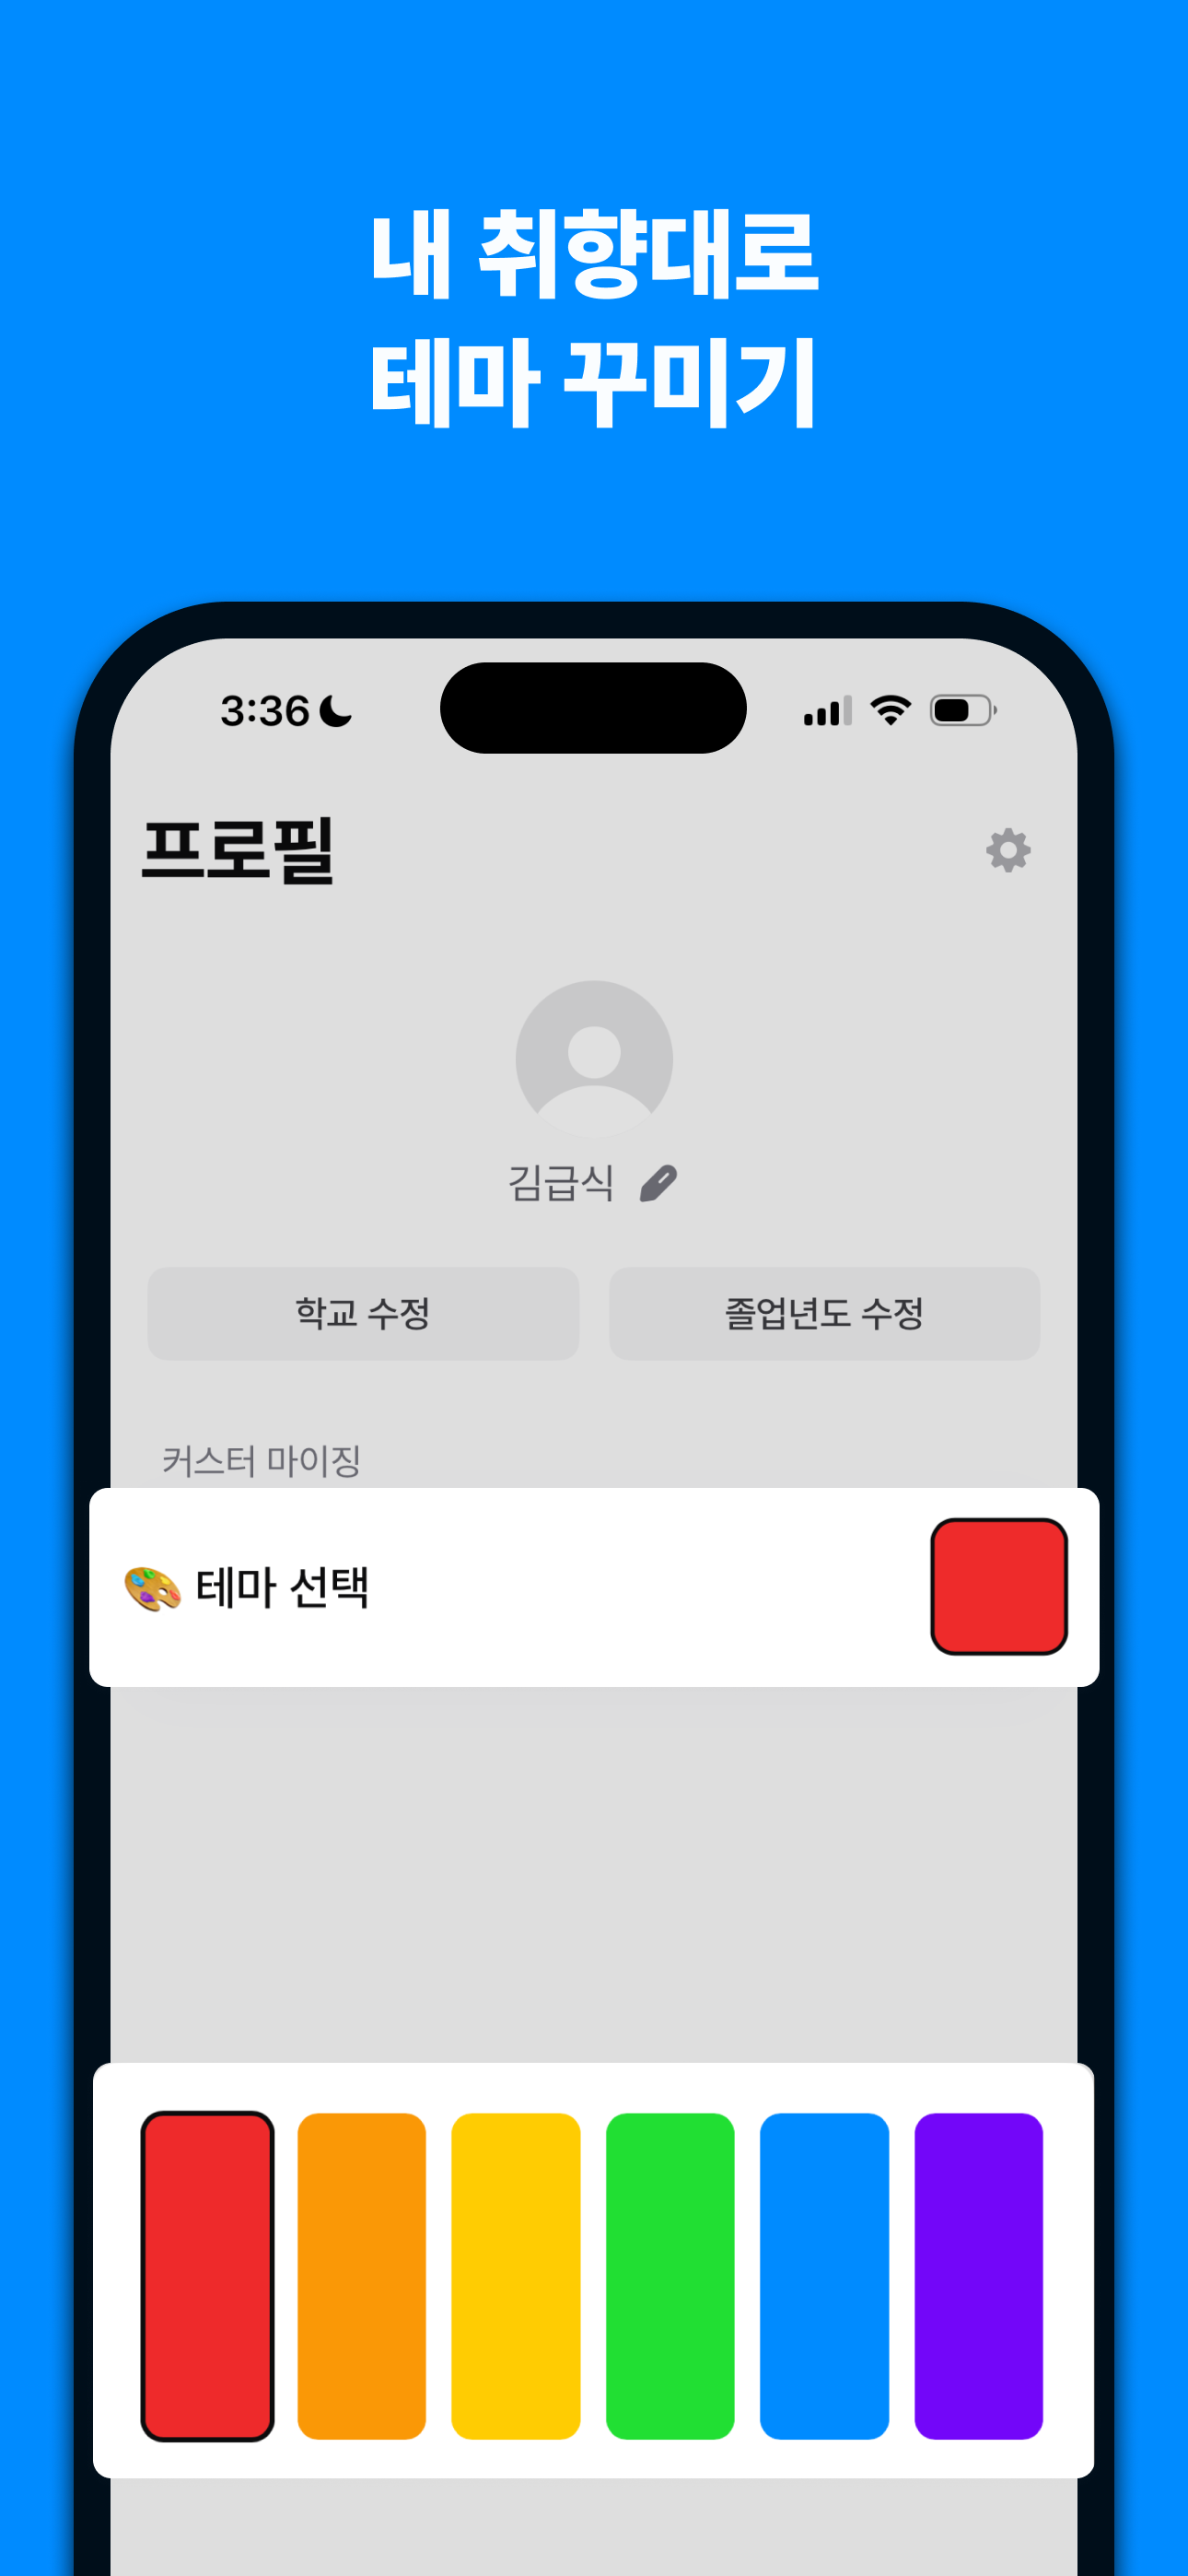 내 취향대로
테마 꾸미기
3:36
프로필
김급식
학교 수정
졸업년도 수정
커스터 마이징
🎨 테마 선택